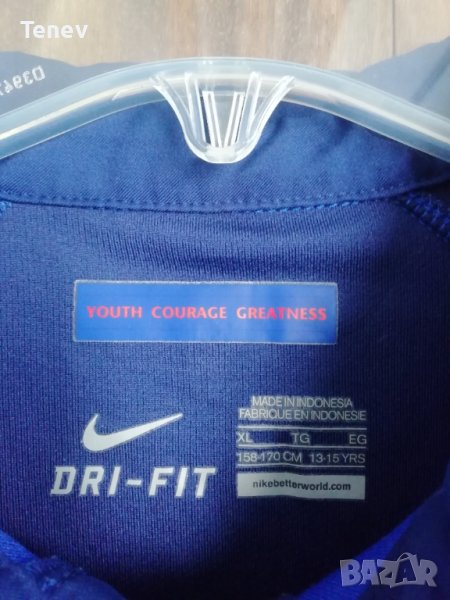 Tenev
YOUTH COURAGE GREATNESS
DRI-FIT
MADE IN INDONESIA
FABRIQUE EN INDONESIE
XL TG EG
158-170 CM 13-15 YRS
nikebetterworld.com
BAZAR